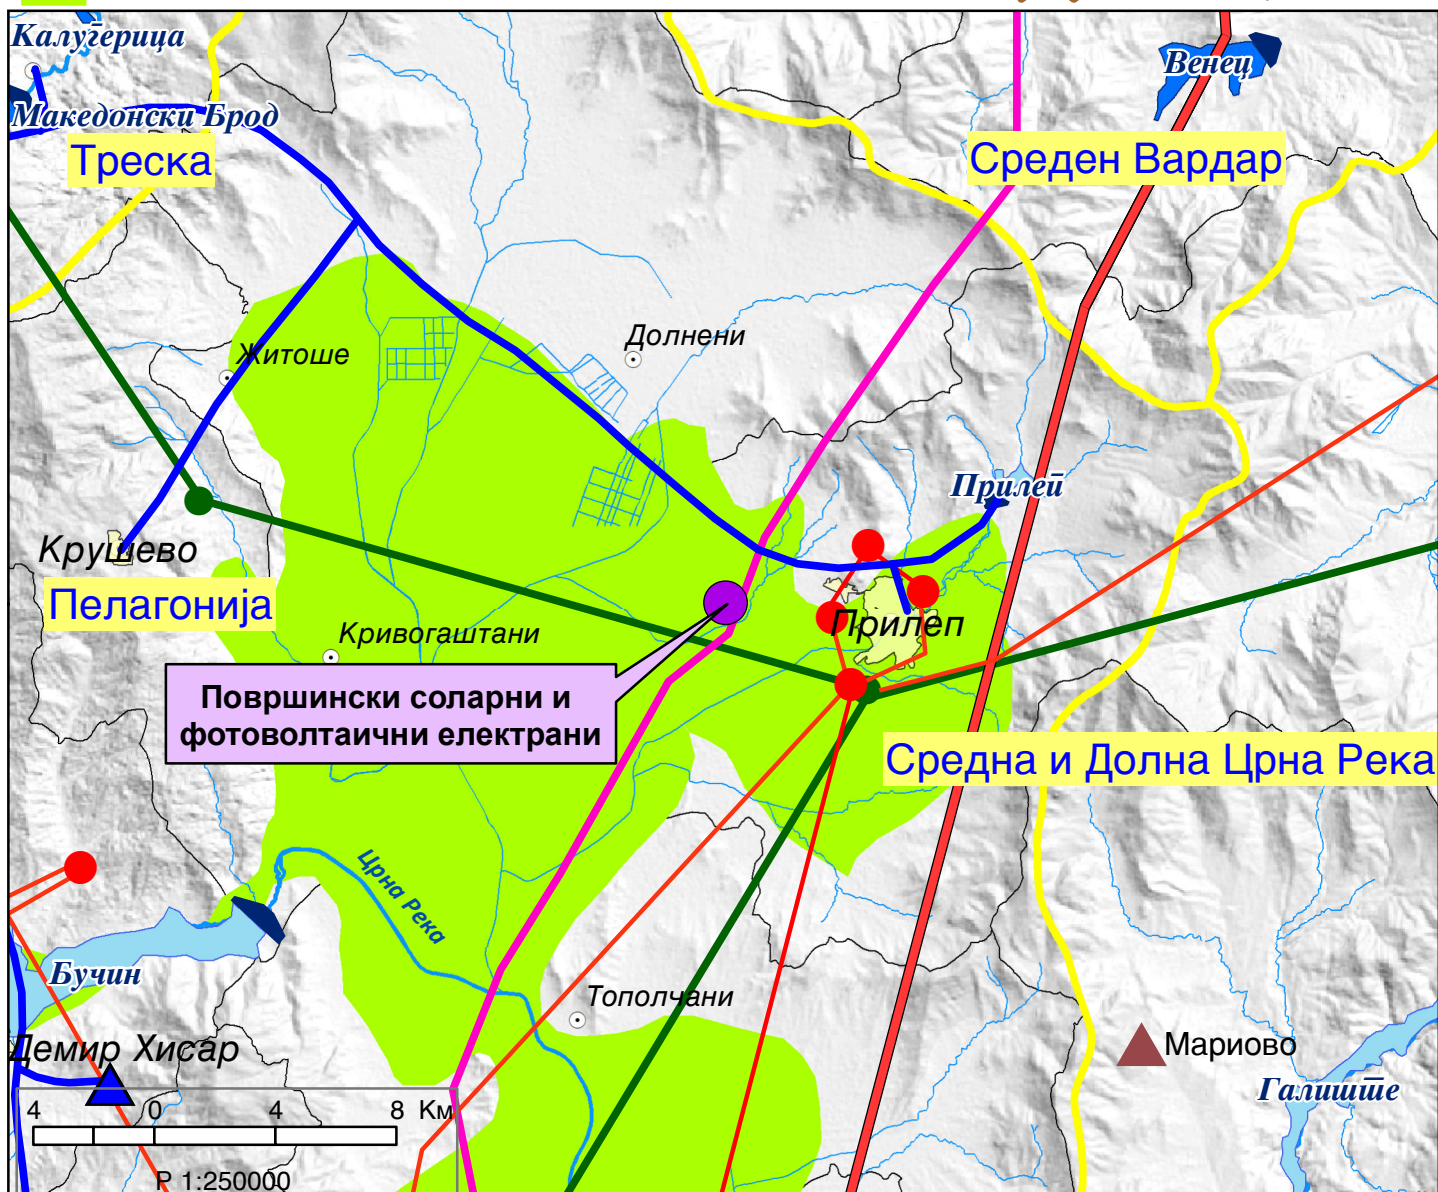 Калуѓерица
Венец
Македонски Брод
Треска
Среден Вардар
Долнени
Житоше
Прилеп
Крушево
Пелагонија
Прилеп
Кривогаштани
Површински соларни и
фотоволтаични електрани
Средна и Долна Црна Река
Црна Река
Бучин
Тополчани
Демир Хисар
Мариово
Галиште
4 0 4 8 Км
Р 1:250000